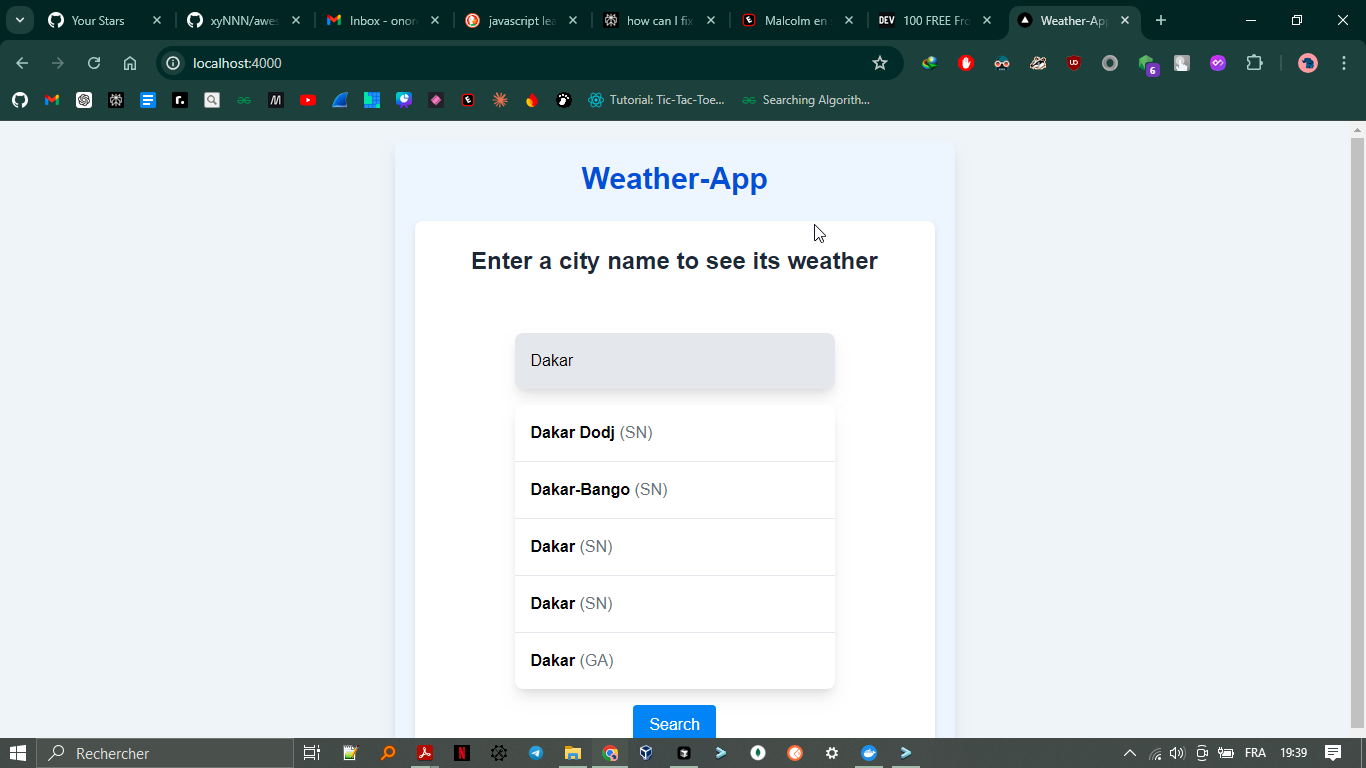 Your Stars
xyNNN/awes
Inbox - onor
javascript lea
how can I fix
Malcolm en
DEV
100 FREE Fro
Weather-App
localhost:4000
6
Tutorial: Tic-Tac-Toe...
Searching Algorith...
Weather-App
Enter a city name to see its weather
Dakar
Dakar Dodj (SN)
Dakar-Bango (SN)
Dakar (SN)
Dakar (SN)
Dakar (GA)
Search
Rechercher
FRA
19:39